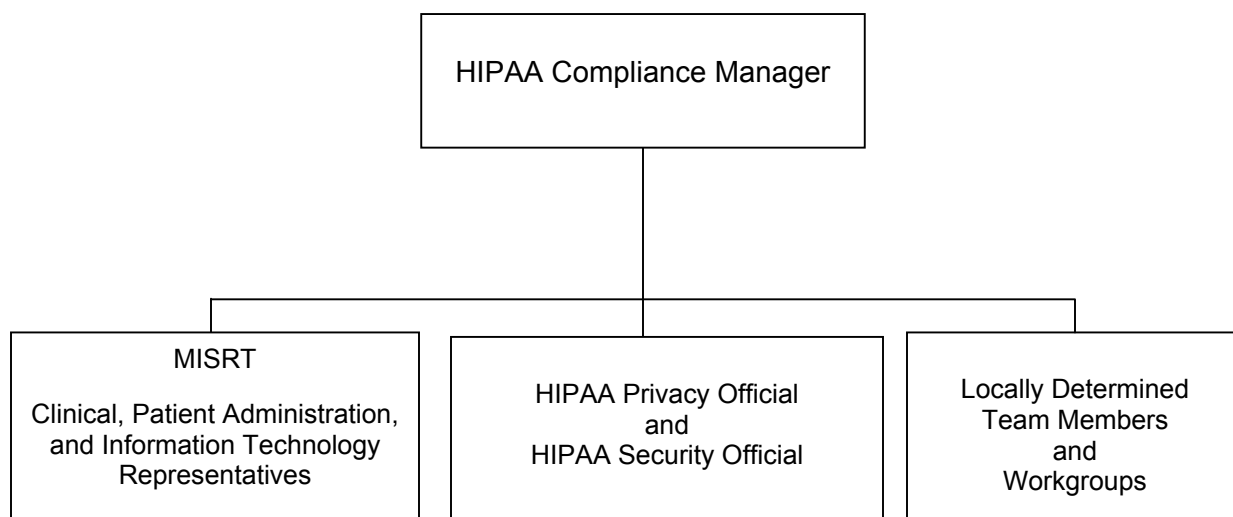 HIPAA Compliance Manager
MISRT
Clinical, Patient Administration,
and Information Technology
Representatives
HIPAA Privacy Official
and
HIPAA Security Official
Locally Determined
Team Members
and
Workgroups